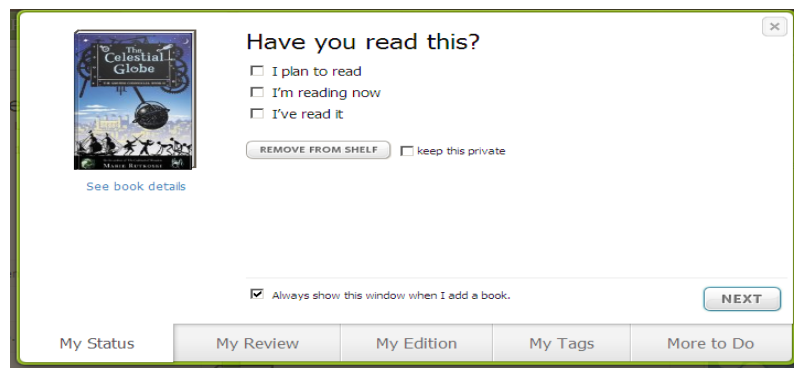 The
Celestial
Globe
MARIE RUTKOSKI
See book details
Have you read this?
I plan to read
I'm reading now
I've read it
REMOVE FROM SHELF
keep this private
Always show this window when I add a book.
NEXT
My Status
My Review
My Edition
My Tags
More to Do